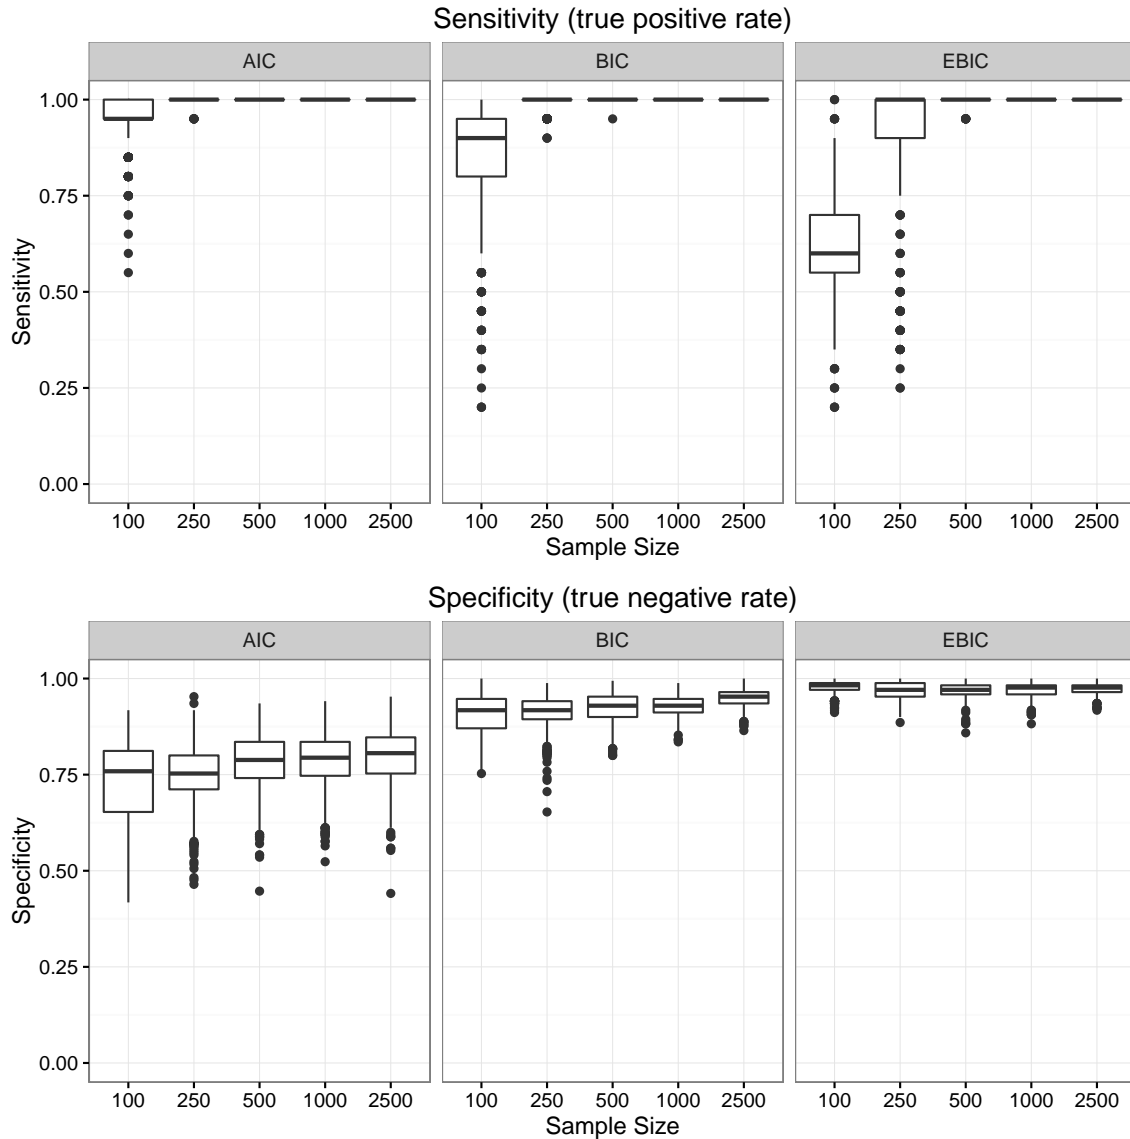 Sensitivity (true positive rate)
AIC BIC EBIC
Sensitivity
1.00
0.75
0.50
0.25
0.00
100 250 500 1000 2500 100 250 500 1000 2500 100 250 500 1000 2500
Sample Size
Specificity (true negative rate)
AIC BIC EBIC
Specificity
1.00
0.75
0.50
0.25
0.00
100 250 500 1000 2500 100 250 500 1000 2500 100 250 500 1000 2500
Sample Size